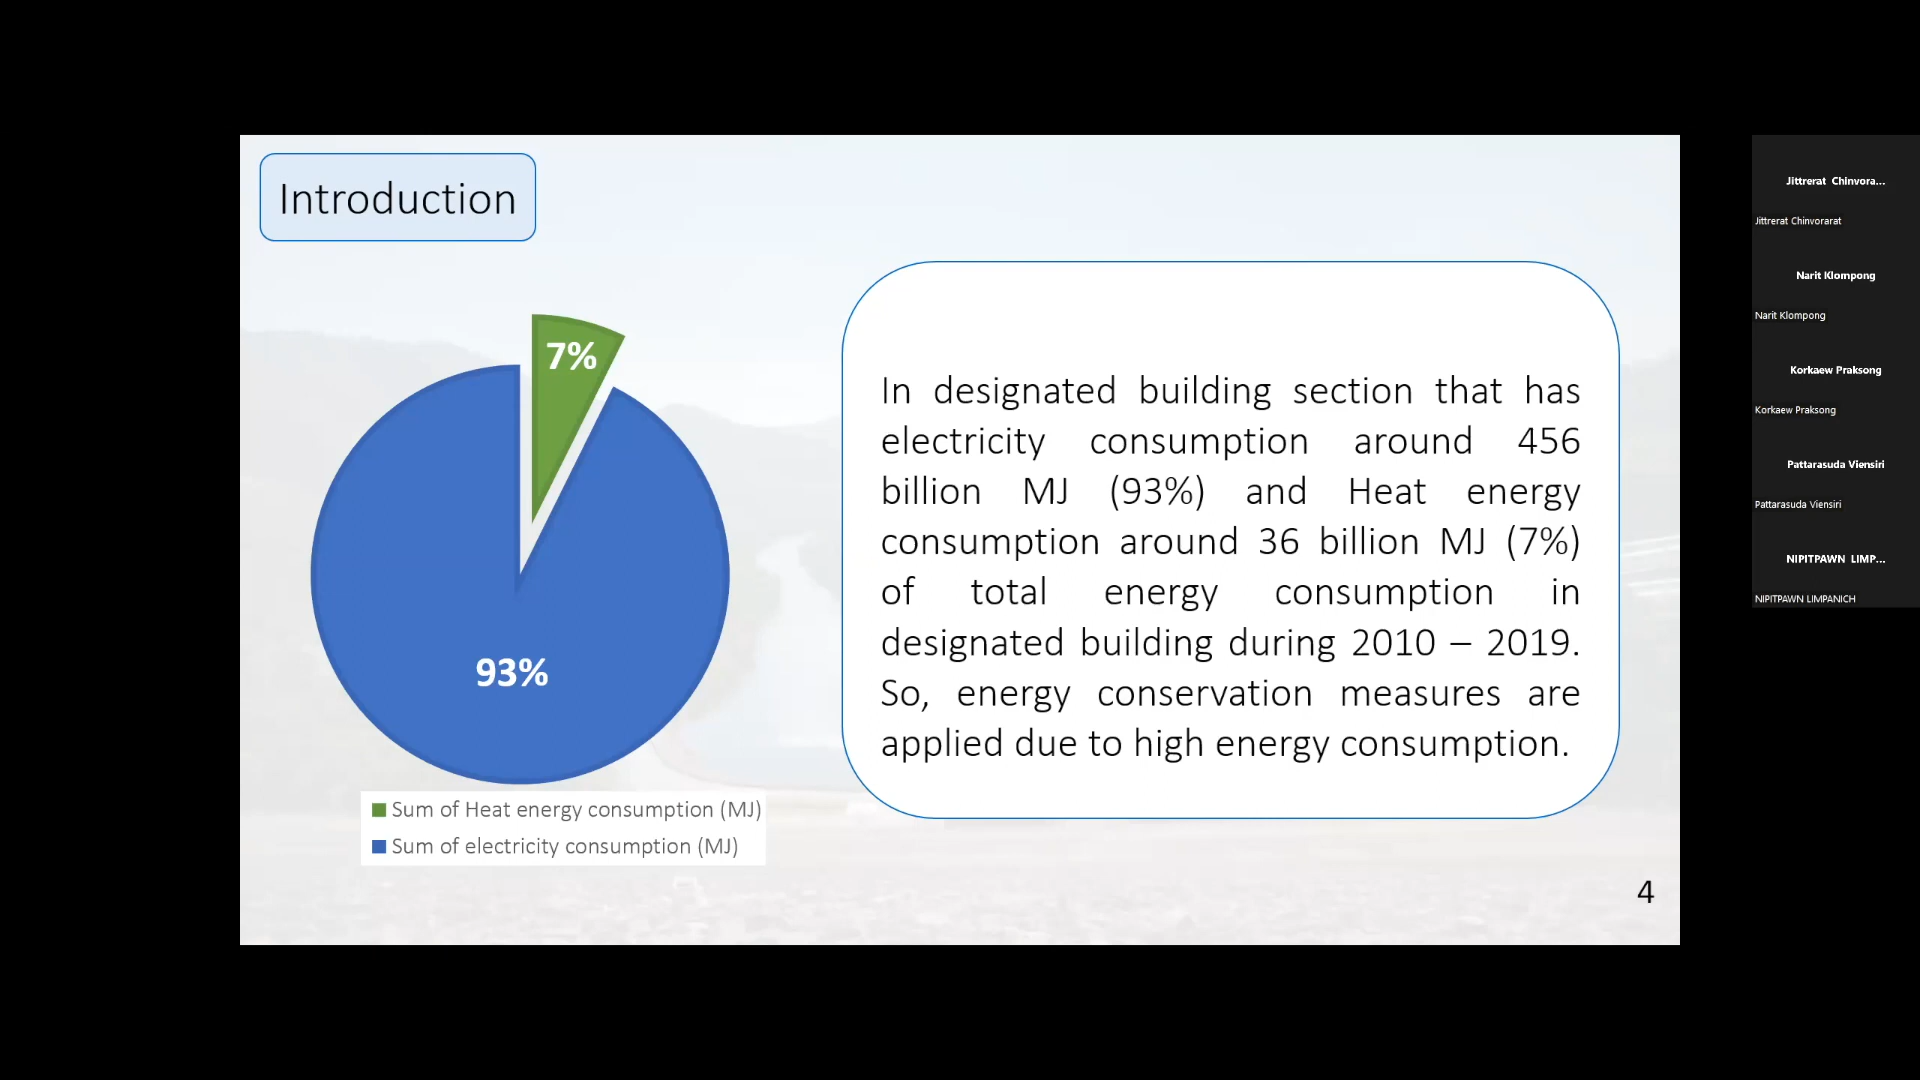 Introduction
7%
93%
Sum of Heat energy consumption (MJ)
Sum of electricity consumption (MJ)
In designated building section that has
electricity consumption around 456
billion MJ (93%) and Heat energy
consumption around 36 billion MJ (7%)
of total energy consumption in
designated building during 2010 – 2019.
So, energy conservation measures are
applied due to high energy consumption.
4
Jittrerat Chinvora...
Jittrerat Chinvorarat
Narit Klompong
Narit Klompong
Korkaew Praksong
Korkaew Praksong
Pattarasuda Viensiri
Pattarasuda Viensiri
NIPITPAWN LIMP...
NIPITPAWN LIMPANICH